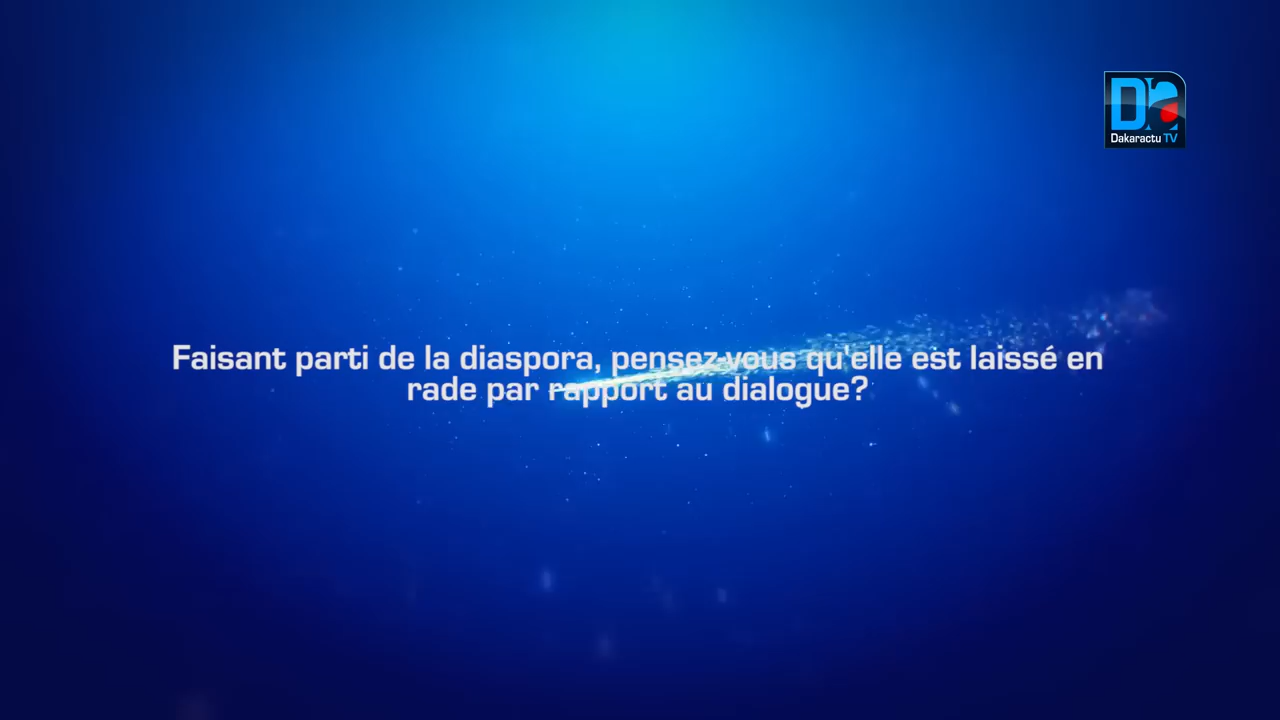 Dakaractu TV
Faisant parti de la diaspora, pensez-vous qu'elle est laissé en
rade par rapport au dialogue?